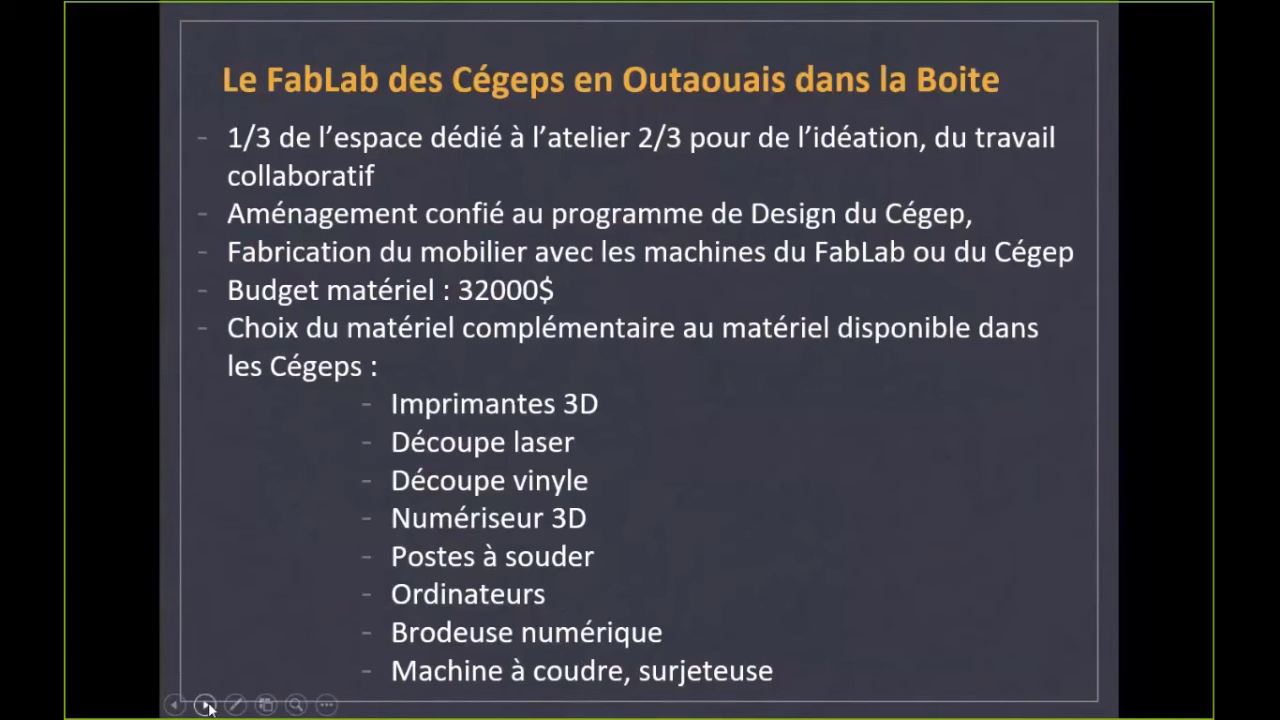 Le FabLab des Cégeps en Outaouais dans la Boite
- 1/3 de l’espace dédié à l’atelier 2/3 pour de l’idéation, du travail
collaboratif
- Aménagement confié au programme de Design du Cégep,
- Fabrication du mobilier avec les machines du FabLab ou du Cégep
- Budget matériel : 32000$
- Choix du matériel complémentaire au matériel disponible dans
les Cégeps :
- Imprimantes 3D
- Découpe laser
- Découpe vinyle
- Numériseur 3D
- Postes à souder
- Ordinateurs
- Brodeuse numérique
- Machine à coudre, surjeteuse